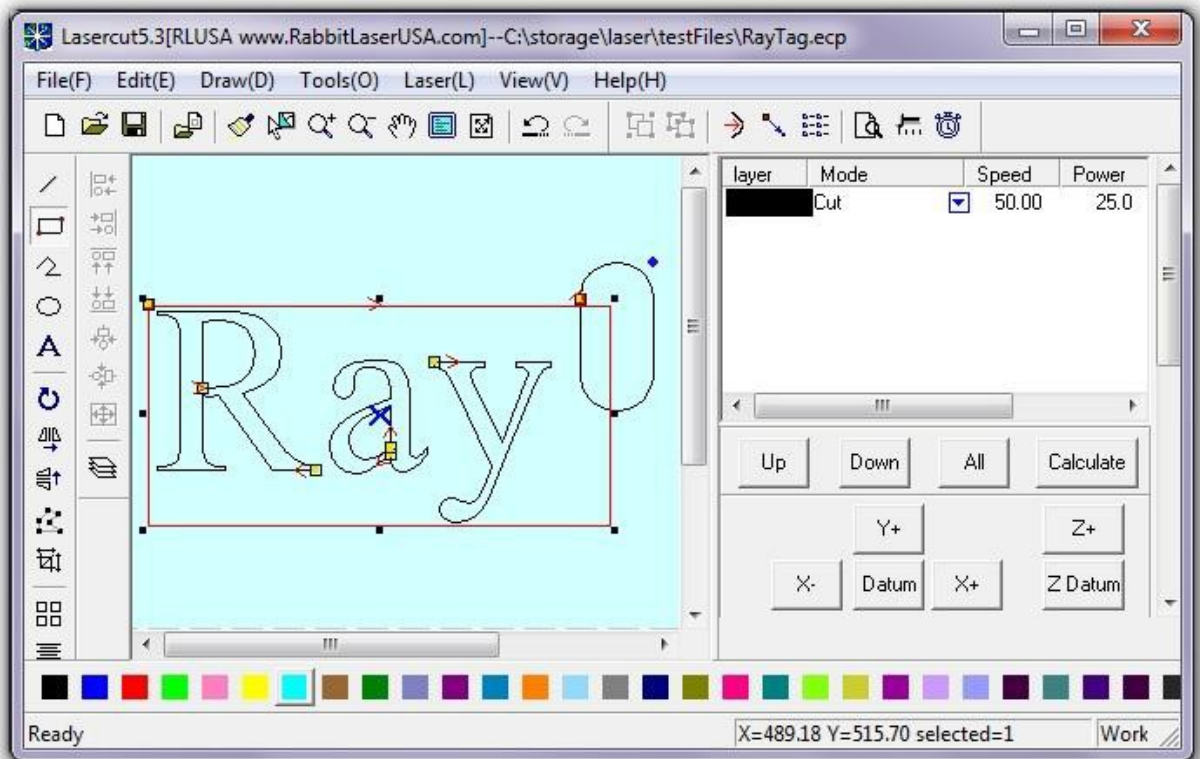 Lasercut5.3[RLUSA www.RabbitLaserUSA.com]--C:\storage\laser\testFiles\RayTag.ecp
File(F) Edit(E) Draw(D) Tools(O) Laser(L) View(V) Help(H)
layer Mode Speed Power
Cut 50.00 25.0
Ray
Up Down All Calculate
Y+ Z+
X- Datum X+ Z Datum
Ready X=489.18 Y=515.70 selected=1 Work